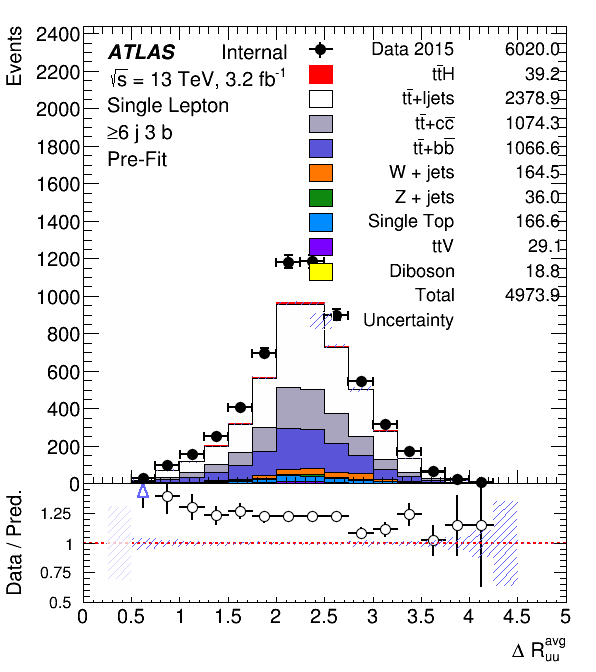 Events
2400
2200
2000
1800
1600
1400
1200
1000
800
600
400
200
0
ATLAS Internal
√s = 13 TeV, 3.2 fb⁻¹
Single Lepton
≥6 j 3 b
Pre-Fit
Data 2015 6020.0
tt̄H 39.2
tt̄+ljets 2378.9
tt̄+cc̄ 1074.3
tt̄+bb̄ 1066.6
W + jets 164.5
Z + jets 36.0
Single Top 166.6
ttV 29.1
Diboson 18.8
Total 4973.9
Uncertainty
Data / Pred.
1.25
1
0.75
0.5
0 0.5 1 1.5 2 2.5 3 3.5 4 4.5 5
Δ R_uu^avg